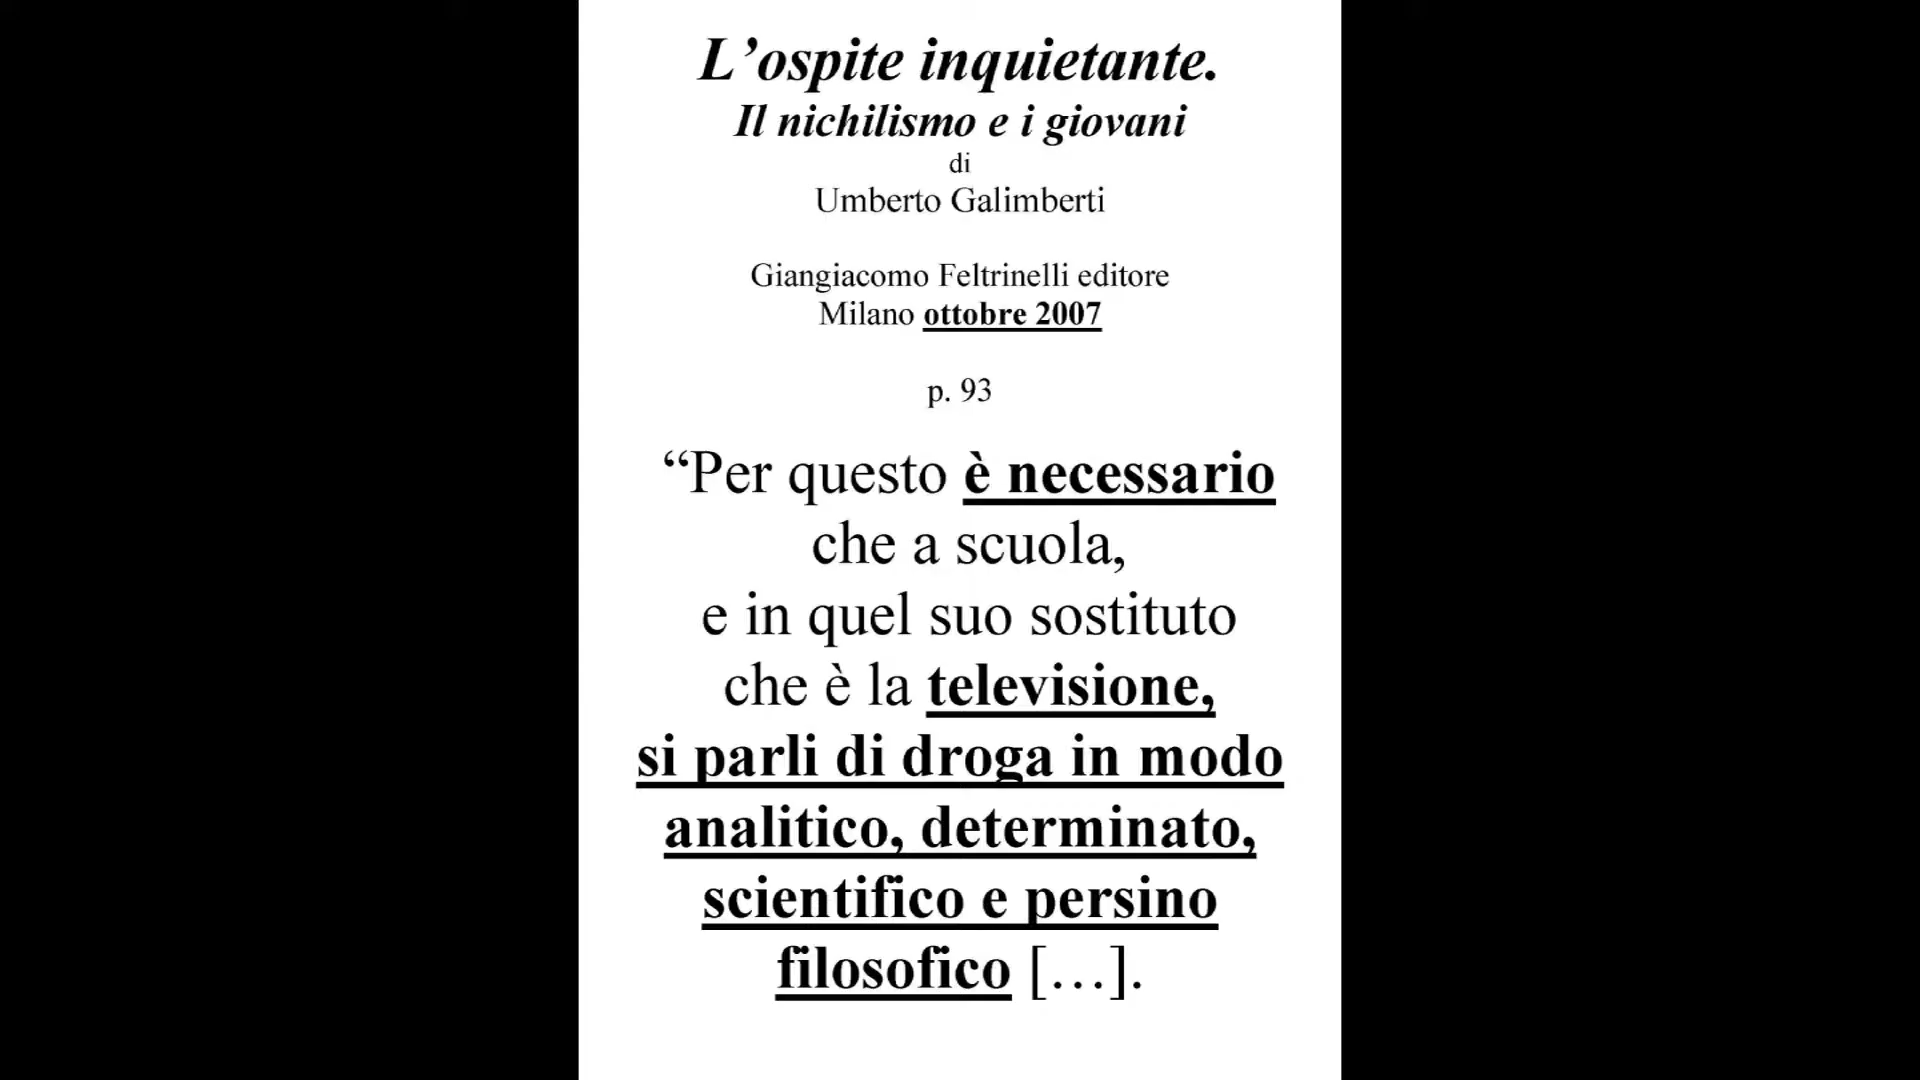 L’ospite inquietante.
Il nichilismo e i giovani
di
Umberto Galimberti
Giangiacomo Feltrinelli editore
Milano ottobre 2007
p. 93
“Per questo è necessario
che a scuola,
e in quel suo sostituto
che è la televisione,
si parli di droga in modo
analitico, determinato,
scientifico e persino
filosofico […].